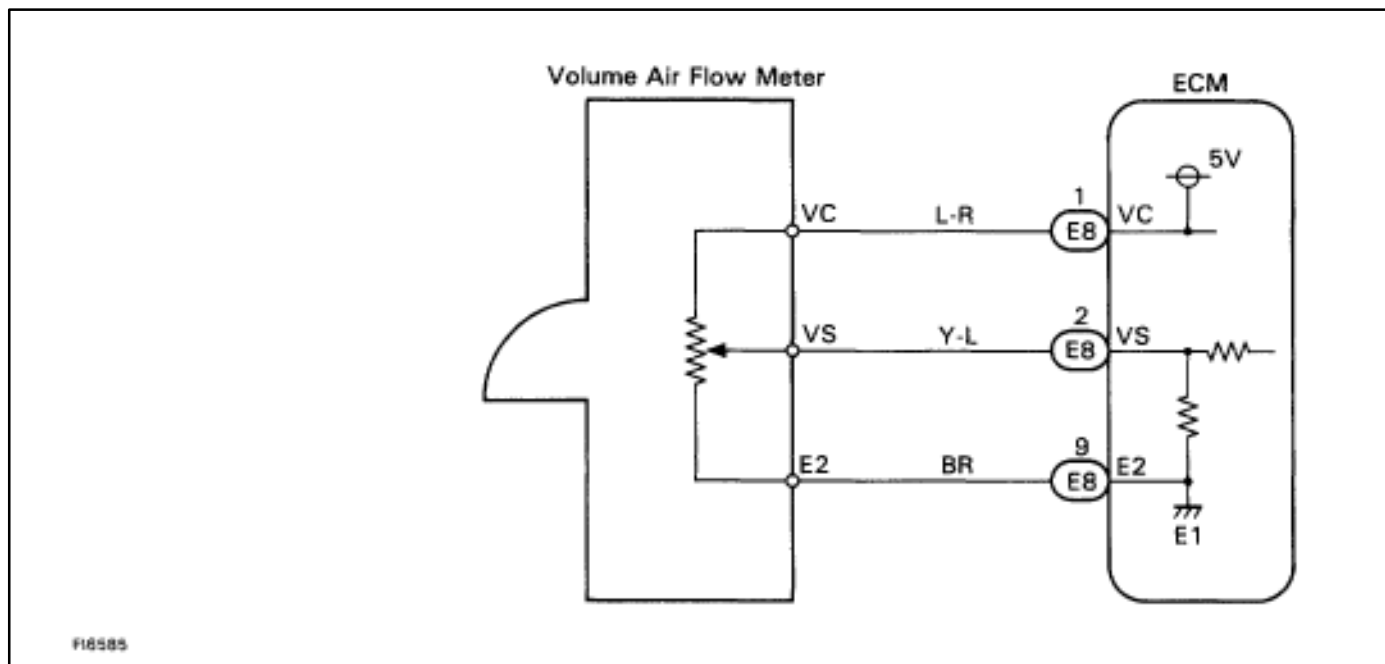 Volume Air Flow Meter
ECM
5V
VC
L-R
1
E8
VC
VS
Y-L
2
E8
VS
E2
BR
9
E8
E2
E1
FI6585